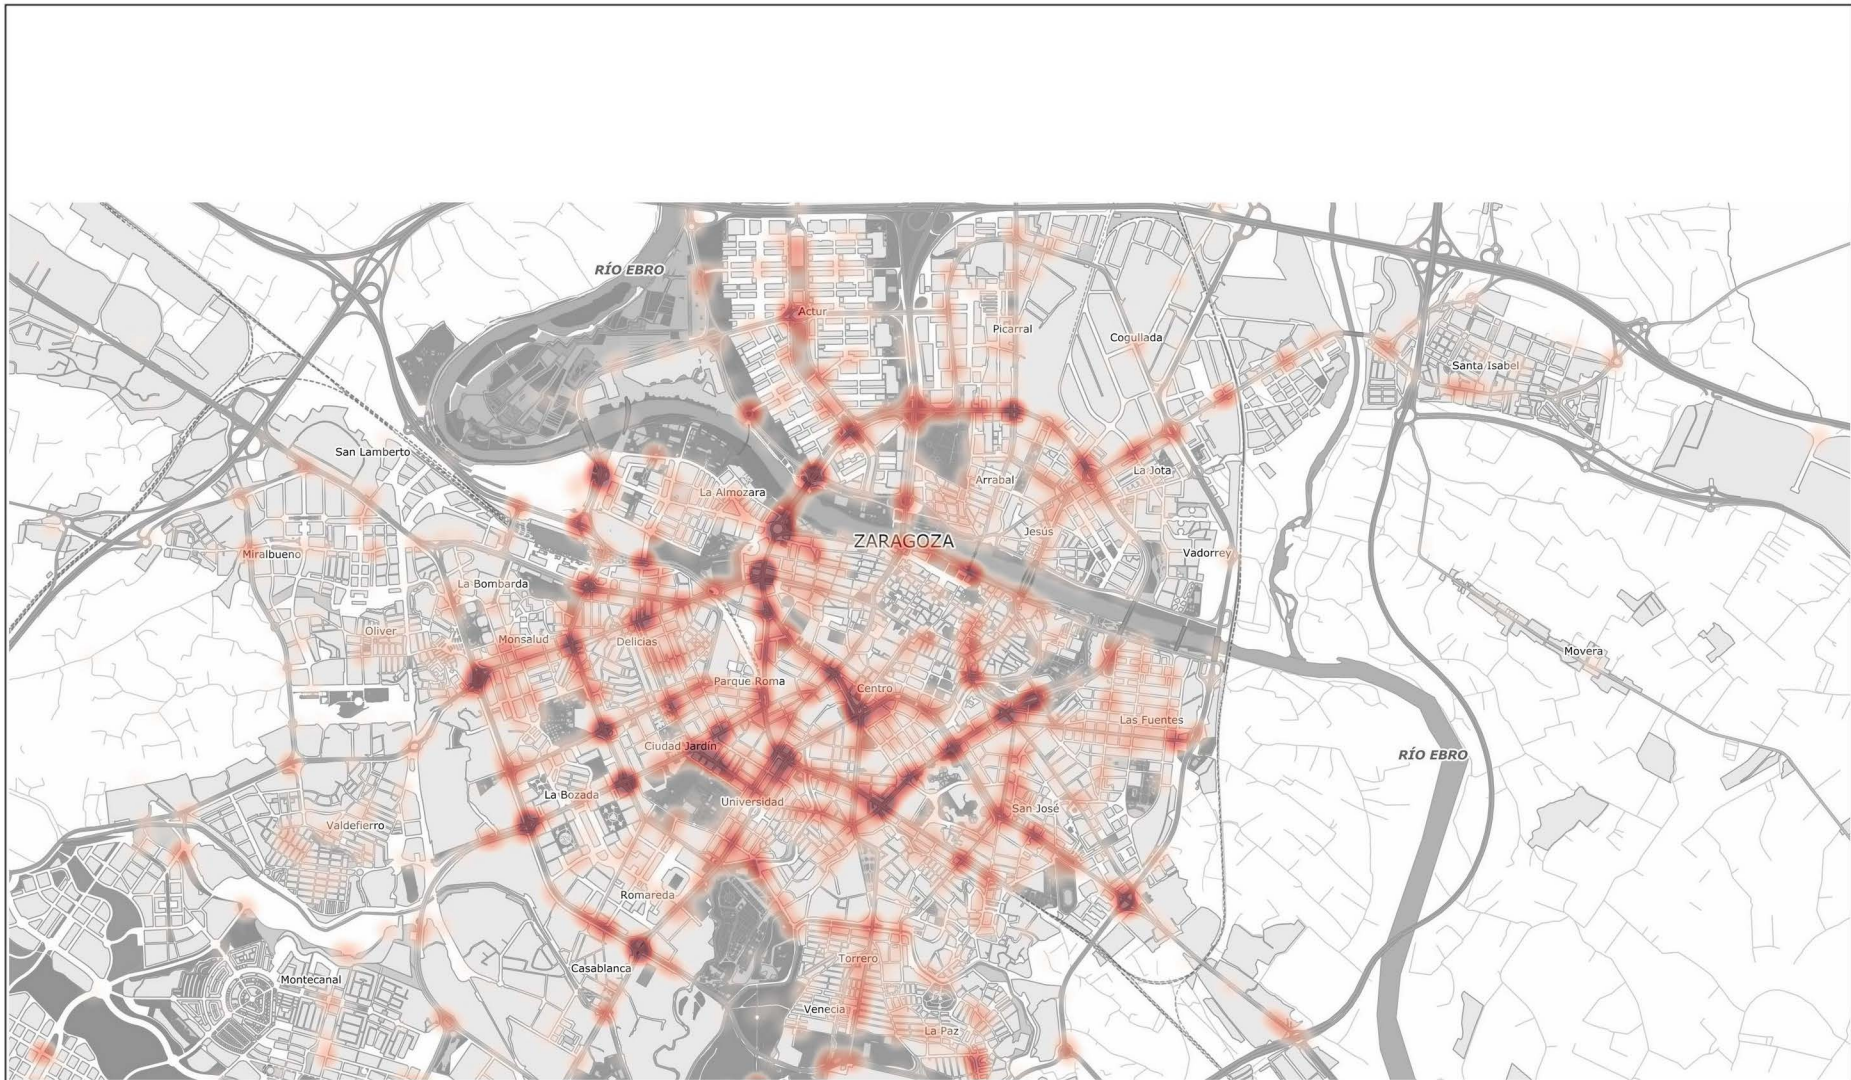 RÍO EBRO
Actur
Picarral
Cogullada
Santa Isabel
San Lamberto
La Jota
Arrabal
La Almozara
Jesús
ZARAGOZA
Miralbueno
Vadorrey
La Bombarda
Oliver
Monsalud
Delicias
Movera
Parque Roma
Centro
Las Fuentes
Ciudad Jardín
RÍO EBRO
La Bozada
Universidad
San José
Valdefierro
Romareda
Torrero
Casablanca
Montecanal
Venecia
La Paz